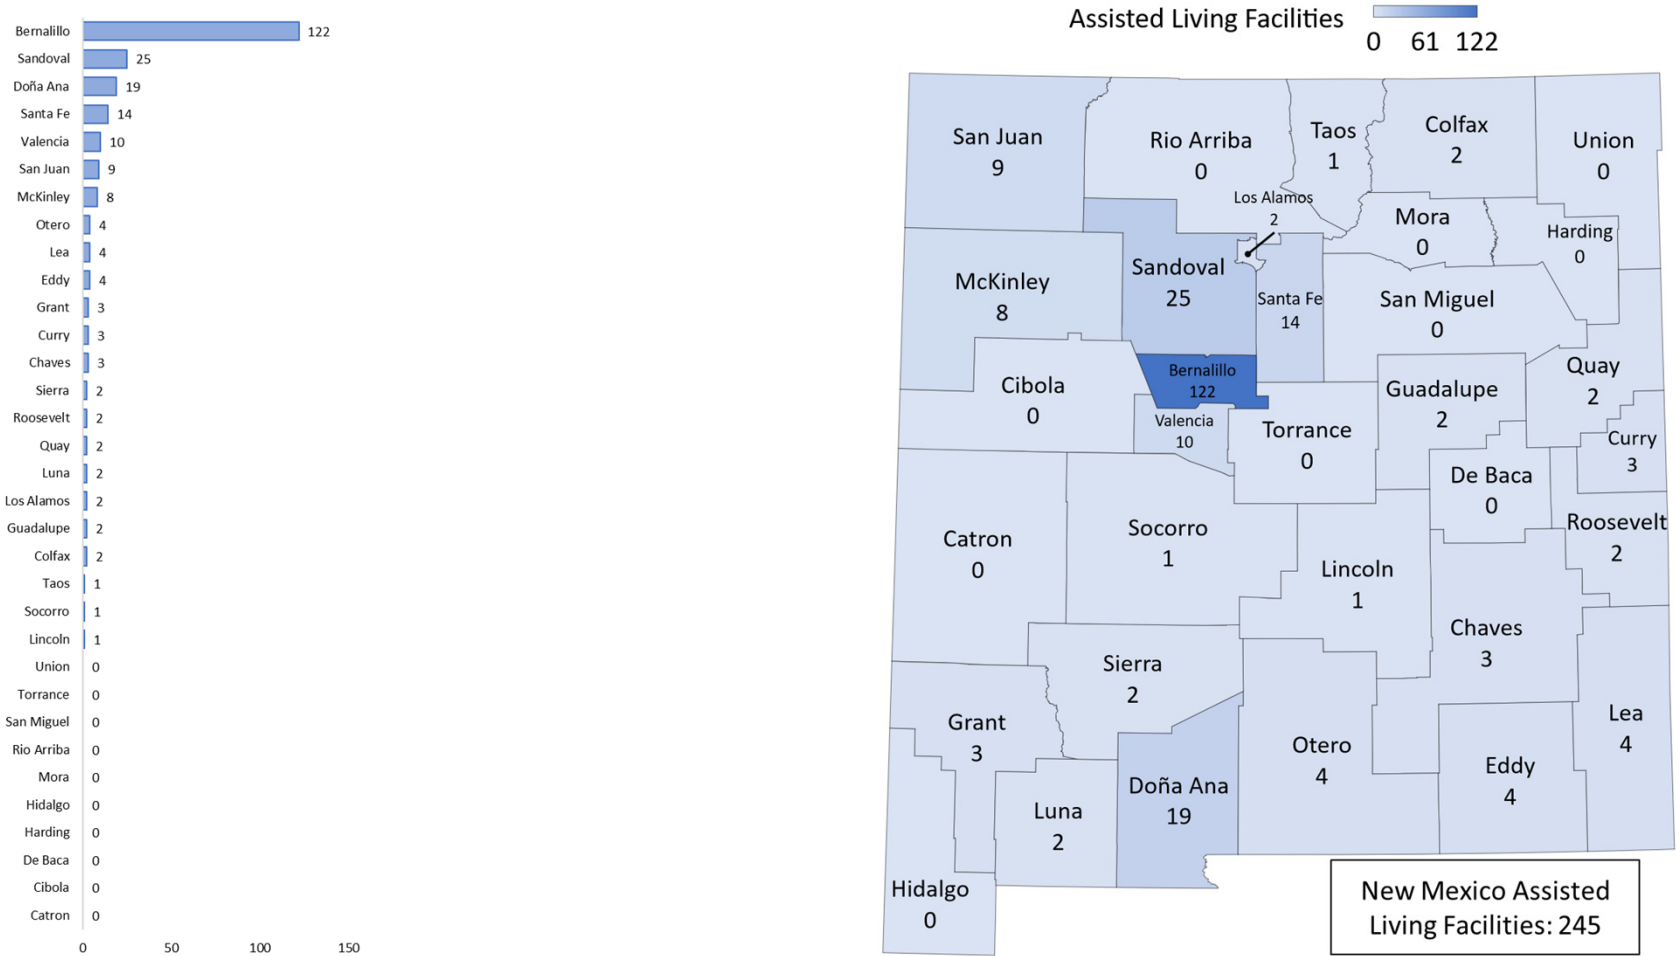 Bernalillo 122
Sandoval 25
Doña Ana 19
Santa Fe 14
Valencia 10
San Juan 9
McKinley 8
Otero 4
Lea 4
Eddy 4
Grant 3
Curry 3
Chaves 3
Sierra 2
Roosevelt 2
Quay 2
Luna 2
Los Alamos 2
Guadalupe 2
Colfax 2
Taos 1
Socorro 1
Lincoln 1
Union 0
Torrance 0
San Miguel 0
Rio Arriba 0
Mora 0
Hidalgo 0
Harding 0
De Baca 0
Cibola 0
Catron 0
0 50 100 150
Assisted Living Facilities
0 61 122
San Juan
9
Rio Arriba
0
Taos
1
Colfax
2
Union
0
Los Alamos
2
Mora
0
Harding
0
McKinley
8
Sandoval
25
Santa Fe
14
San Miguel
0
Cibola
0
Bernalillo
122
Valencia
10
Torrance
0
Guadalupe
2
Quay
2
Curry
3
De Baca
0
Roosevelt
2
Catron
0
Socorro
1
Lincoln
1
Chaves
3
Sierra
2
Grant
3
Lea
4
Otero
4
Eddy
4
Doña Ana
19
Luna
2
Hidalgo
0
New Mexico Assisted
Living Facilities: 245